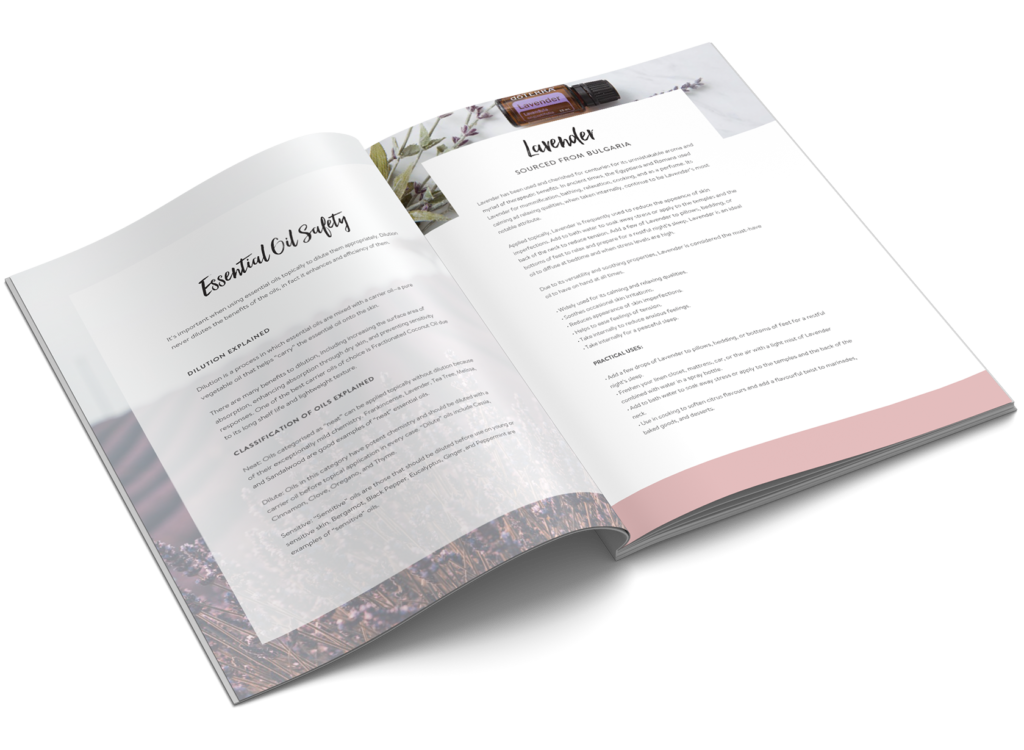 Essential Oil Safety
It's important when using essential oils topically to dilute them appropriately. Dilution
never dilutes the benefits of the oils, in fact it enhances and efficiency of them.
DILUTION EXPLAINED
Dilution is a process in which essential oils are mixed with a carrier oil-a pure
vegetable oil that helps "carry" the essential oil onto the skin.
There are many benefits to dilution, including increasing the surface area of
absorption, enhancing absorption through dry skin, and preventing sensitivity
responses. One of the best carrier oils of choice is Fractionated Coconut Oil due
to its long shelf life and lightweight texture.
CLASSIFICATION OF OILS EXPLAINED
Neat: Oils categorised as "neat" can be applied topically without dilution because
of their exceptionally mild chemistry. Frankincense, Lavender, Tea Tree, Melissa,
and Sandalwood are good examples of "neat" essential oils.
Dilute: Oils in this category have potent chemistry and should be diluted with a
carrier oil before topical application in every case. "Dilute" oils include Cassia,
Cinnamon, Clove, Oregano, and Thyme.
Sensitive: "Sensitive" oils are those that should be diluted before use on young or
sensitive skin. Bergamot, Black Pepper, Eucalyptus, Ginger, and Peppermint are
examples of "sensitive" oils.
dōTERRA
Lavender
Lavender
SOURCED FROM BULGARIA
Lavender has been used and cherished for centuries for its unmistakable aroma and
myriad of therapeutic benefits. In ancient times, the Egyptians and Romans used
Lavender for mummification, bathing, relaxation, cooking, and as a perfume. Its
calming at relaxing qualities, when taken internally, continue to be Lavender's most
notable attribute.
Applied topically, Lavender is frequently used to reduce the appearance of skin
imperfections. Add to bath water to soak away stress or apply to the temples and the
back of the neck to reduce tension. Add a few of Lavender to pillows, bedding, or
bottoms of feet to relax and prepare for a restful night's sleep. Lavender is an ideal
oil to diffuse at bedtime and when stress levels are high.
Due to its versatility and soothing properties, Lavender is considered the must-have
oil to have on hand at all times.
- Widely used for its calming and relaxing qualities.
- Soothes occasional skin irritations.
- Reduces appearance of skin imperfections.
- Helps to ease feelings of tension.
- Take internally to reduce anxious feelings.
- Take internally for a peaceful sleep.
PRACTICAL USES:
- Add a few drops of Lavender to pillows, bedding, or bottoms of feet for a restful
night's sleep.
- Freshen your linen closet, mattress, car, or the air with a light mist of Lavender
combined with water in a spray bottle.
- Add to bath water to soak away stress or apply to the temples and the back of the
neck.
- Use in cooking to soften citrus flavours and add a flavourful twist to marinades,
baked goods, and desserts.